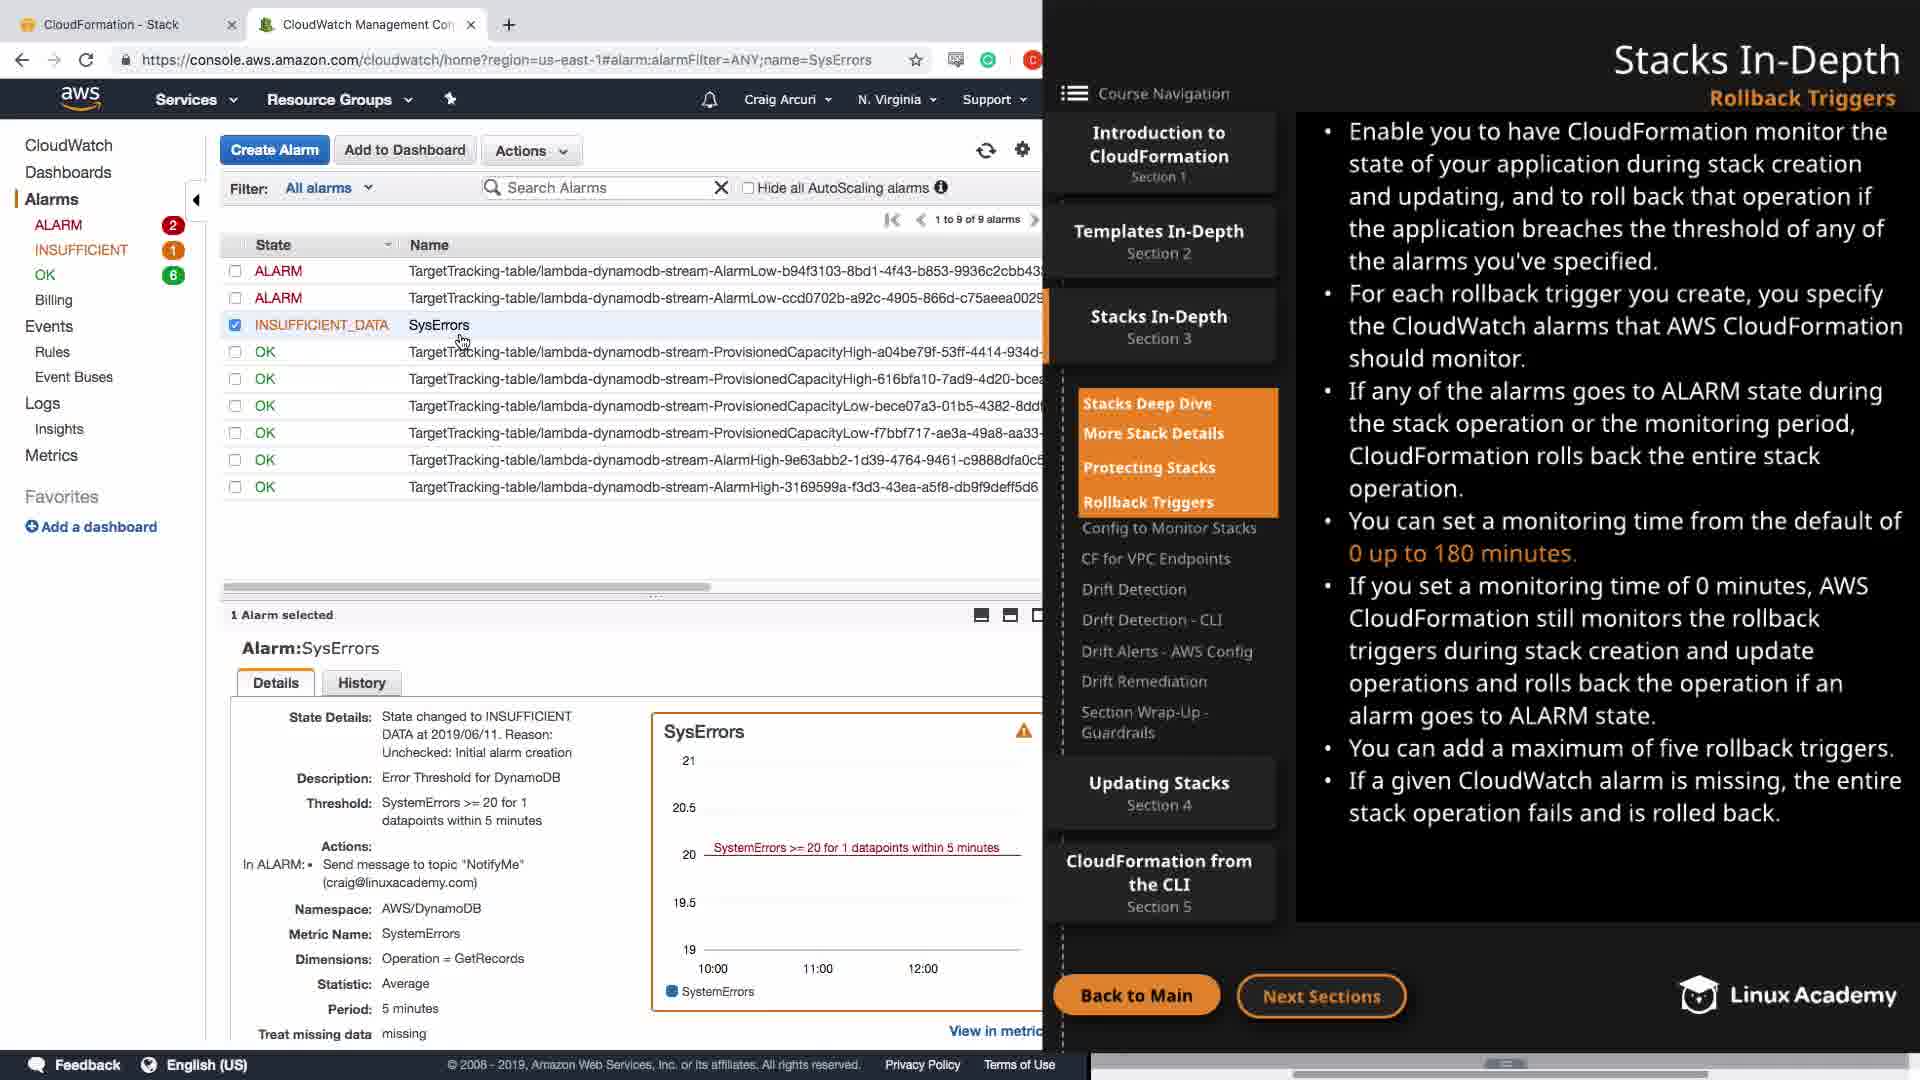 CloudFormation - Stack
CloudWatch Management Con
https://console.aws.amazon.com/cloudwatch/home?region=us-east-1#alarm:alarmFilter=ANY;name=SysErrors
aws
Services
Resource Groups
Craig Arcuri
N. Virginia
Support
CloudWatch
Dashboards
Alarms
ALARM 2
INSUFFICIENT 1
OK 6
Billing
Events
Rules
Event Buses
Logs
Insights
Metrics
Favorites
Add a dashboard
Create Alarm
Add to Dashboard
Actions
Filter: All alarms
Search Alarms
Hide all AutoScaling alarms
1 to 9 of 9 alarms
State Name
ALARM TargetTracking-table/lambda-dynamodb-stream-AlarmLow-b94f3103-8bd1-4f43-b853-9936c2cbb43
ALARM TargetTracking-table/lambda-dynamodb-stream-AlarmLow-ccd0702b-a92c-4905-866d-c75aeea0029
INSUFFICIENT_DATA SysErrors
OK TargetTracking-table/lambda-dynamodb-stream-ProvisionedCapacityHigh-a04be79f-53ff-4414-934d-
OK TargetTracking-table/lambda-dynamodb-stream-ProvisionedCapacityHigh-616bfa10-7ad9-4d20-bcea
OK TargetTracking-table/lambda-dynamodb-stream-ProvisionedCapacityLow-bece07a3-01b5-4382-8ddf
OK TargetTracking-table/lambda-dynamodb-stream-ProvisionedCapacityLow-f7bbf717-ae3a-49a8-aa33-
OK TargetTracking-table/lambda-dynamodb-stream-AlarmHigh-9e63abb2-1d39-4764-9461-c9888dfa0c5
OK TargetTracking-table/lambda-dynamodb-stream-AlarmHigh-3169599a-f3d3-43ea-a5f8-db9f9deff5d6
1 Alarm selected
Alarm:SysErrors
Details
History
State Details: State changed to INSUFFICIENT
DATA at 2019/06/11. Reason:
Unchecked: Initial alarm creation
Description: Error Threshold for DynamoDB
Threshold: SystemErrors >= 20 for 1
datapoints within 5 minutes
Actions:
In ALARM: • Send message to topic "NotifyMe"
(craig@linuxacademy.com)
Namespace: AWS/DynamoDB
Metric Name: SystemErrors
Dimensions: Operation = GetRecords
Statistic: Average
Period: 5 minutes
Treat missing data missing
SysErrors
21
20.5
SystemErrors >= 20 for 1 datapoints within 5 minutes
20
19.5
19
10:00 11:00 12:00
SystemErrors
View in metric
Feedback
English (US)
© 2008 - 2019, Amazon Web Services, Inc. or its affiliates. All rights reserved.
Privacy Policy
Terms of Use
Stacks In-Depth
Rollback Triggers
Course Navigation
Introduction to
CloudFormation
Section 1
Templates In-Depth
Section 2
Stacks In-Depth
Section 3
Stacks Deep Dive
More Stack Details
Protecting Stacks
Rollback Triggers
Config to Monitor Stacks
CF for VPC Endpoints
Drift Detection
Drift Detection - CLI
Drift Alerts - AWS Config
Drift Remediation
Section Wrap-Up -
Guardrails
Updating Stacks
Section 4
CloudFormation from
the CLI
Section 5
• Enable you to have CloudFormation monitor the
state of your application during stack creation
and updating, and to roll back that operation if
the application breaches the threshold of any of
the alarms you've specified.
• For each rollback trigger you create, you specify
the CloudWatch alarms that AWS CloudFormation
should monitor.
• If any of the alarms goes to ALARM state during
the stack operation or the monitoring period,
CloudFormation rolls back the entire stack
operation.
• You can set a monitoring time from the default of
0 up to 180 minutes.
• If you set a monitoring time of 0 minutes, AWS
CloudFormation still monitors the rollback
triggers during stack creation and update
operations and rolls back the operation if an
alarm goes to ALARM state.
• You can add a maximum of five rollback triggers.
• If a given CloudWatch alarm is missing, the entire
stack operation fails and is rolled back.
Back to Main
Next Sections
Linux Academy